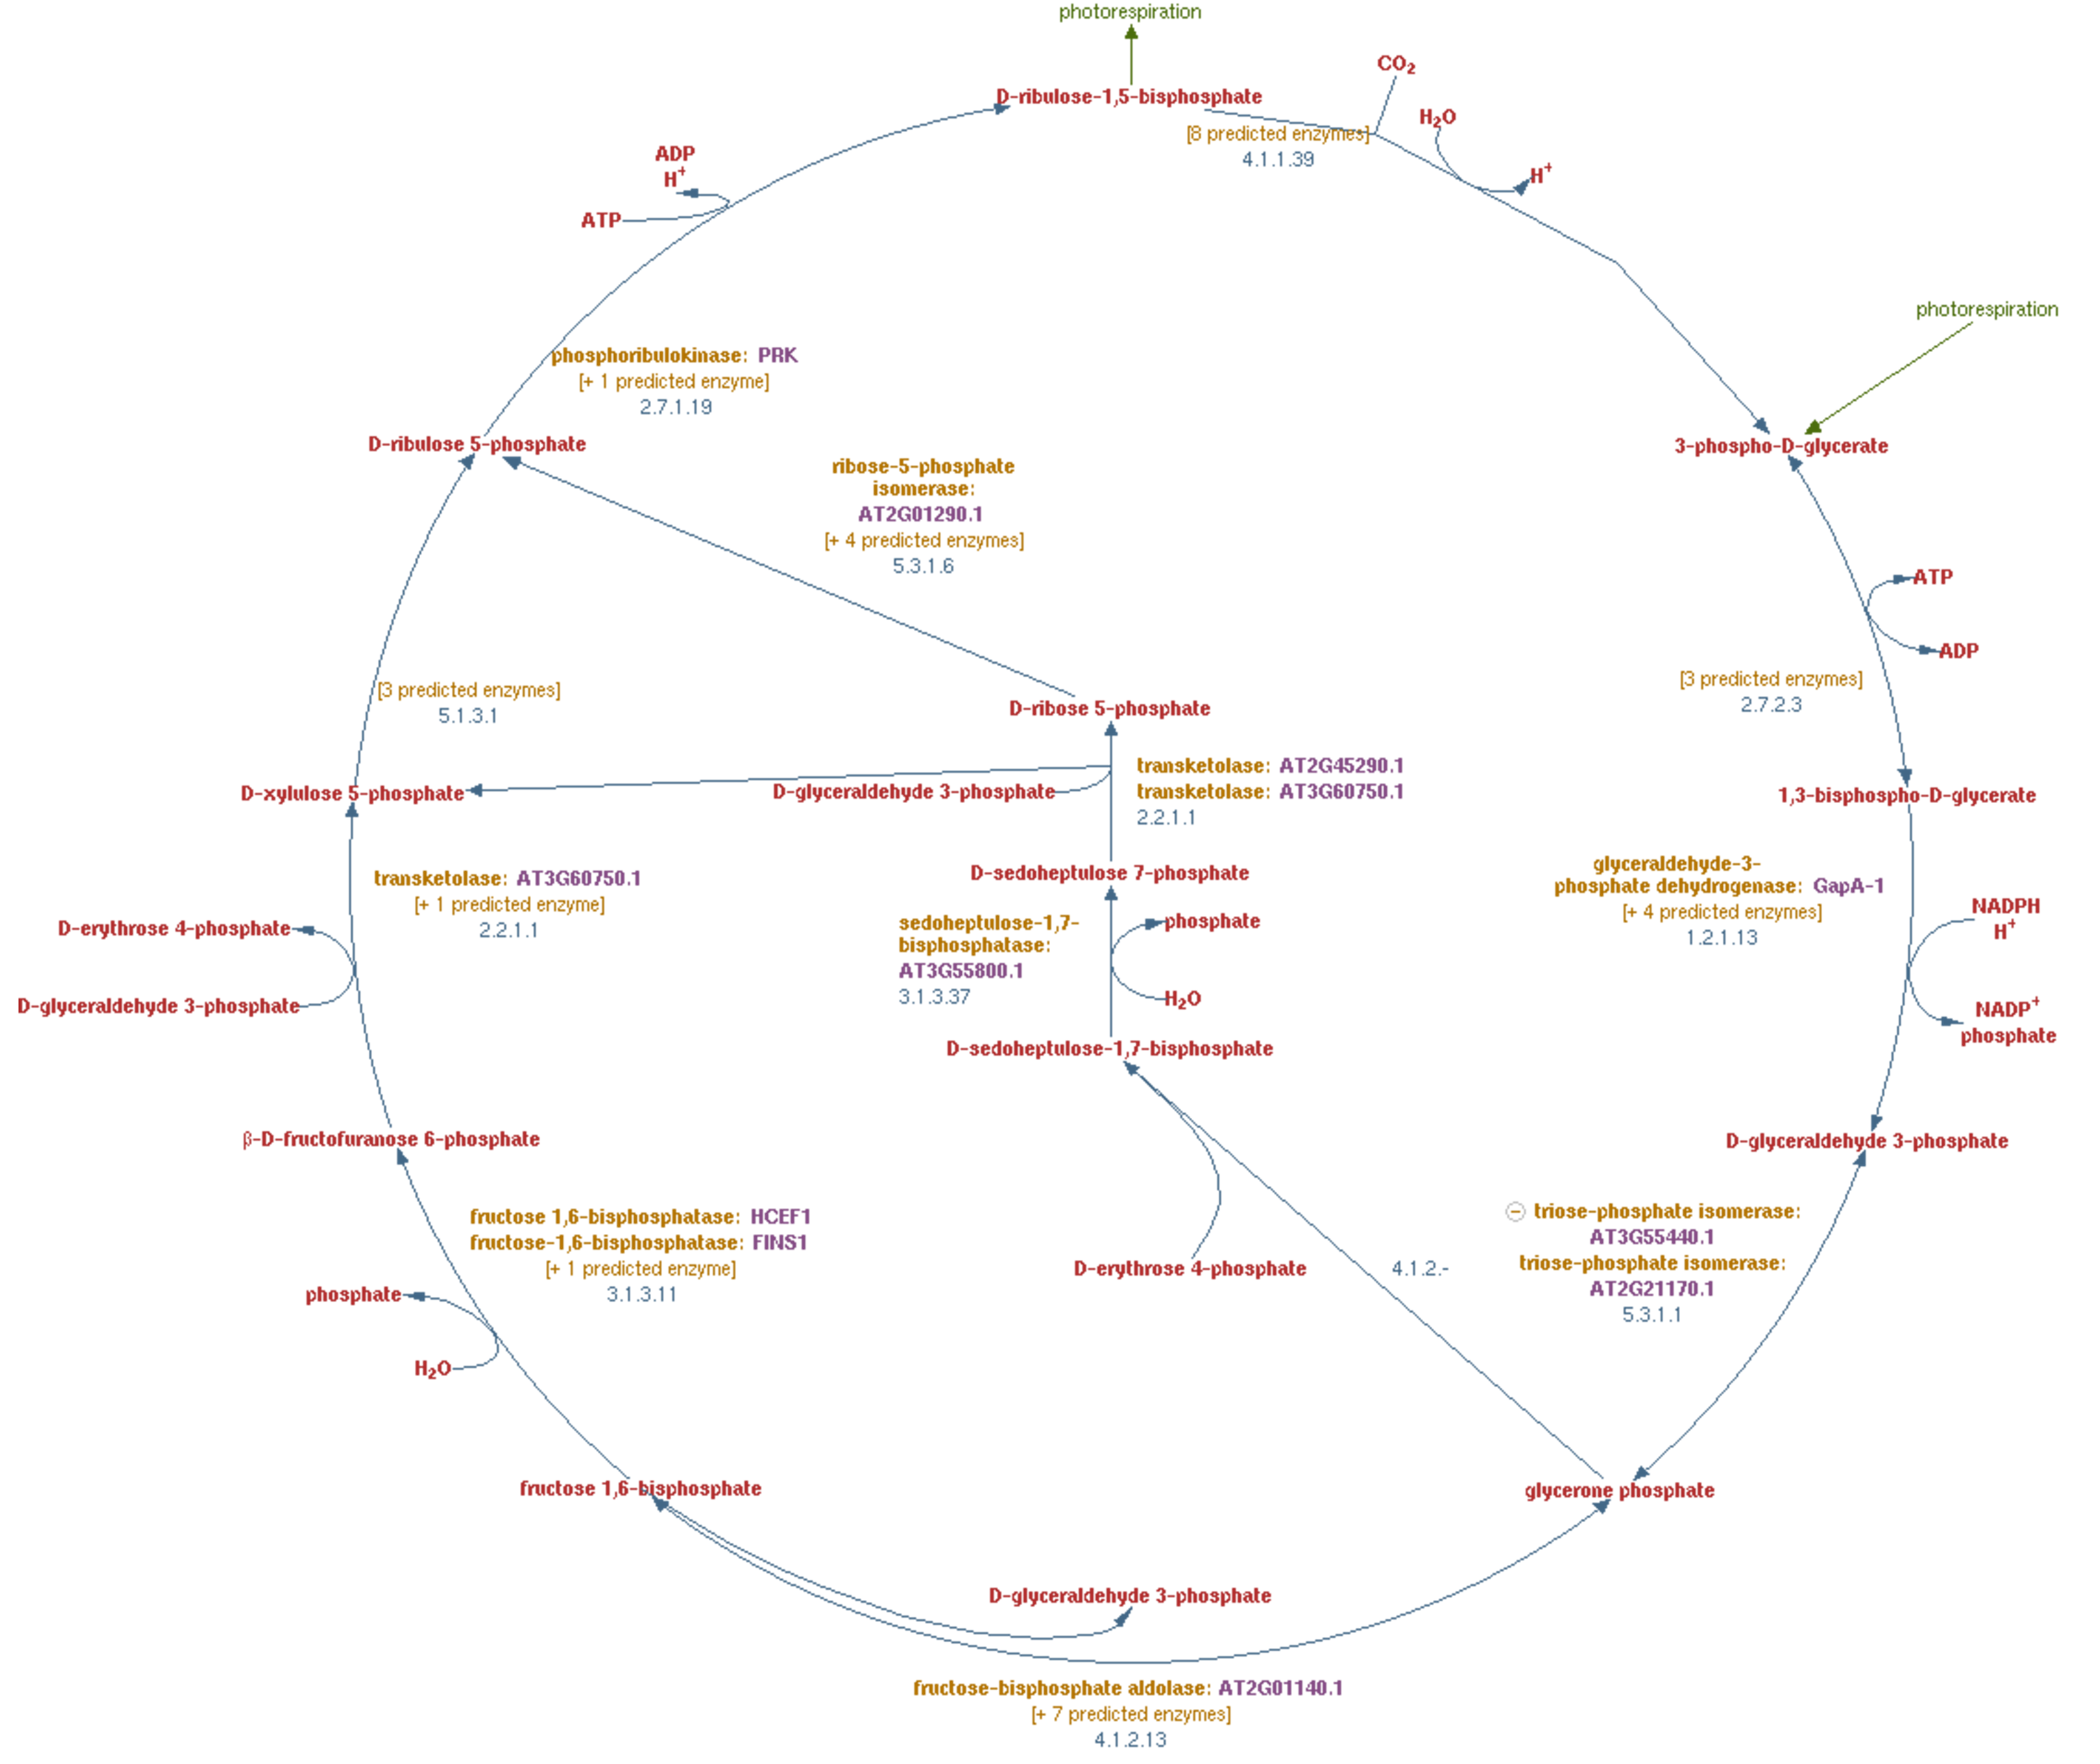 photorespiration
CO₂
D-ribulose-1,5-bisphosphate
H₂O
[8 predicted enzymes]
4.1.1.39
ADP
H⁺
H⁺
ATP
photorespiration
phosphoribulokinase: PRK
[+ 1 predicted enzyme]
2.7.1.19
D-ribulose 5-phosphate
3-phospho-D-glycerate
ribose-5-phosphate
isomerase:
AT2G01290.1
[+ 4 predicted enzymes]
5.3.1.6
ATP
ADP
[3 predicted enzymes]
5.1.3.1
[3 predicted enzymes]
2.7.2.3
D-ribose 5-phosphate
transketolase: AT2G45290.1
transketolase: AT3G60750.1
2.2.1.1
D-xylulose 5-phosphate
D-glyceraldehyde 3-phosphate
1,3-bisphospho-D-glycerate
D-sedoheptulose 7-phosphate
transketolase: AT3G60750.1
[+ 1 predicted enzyme]
2.2.1.1
glyceraldehyde-3-
phosphate dehydrogenase: GapA-1
[+ 4 predicted enzymes]
1.2.1.13
NADPH
H⁺
D-erythrose 4-phosphate
sedoheptulose-1,7-
bisphosphatase:
AT3G55800.1
3.1.3.37
phosphate
H₂O
D-glyceraldehyde 3-phosphate
NADP⁺
phosphate
D-sedoheptulose-1,7-bisphosphate
β-D-fructofuranose 6-phosphate
D-glyceraldehyde 3-phosphate
fructose 1,6-bisphosphatase: HCEF1
fructose-1,6-bisphosphatase: FINS1
[+ 1 predicted enzyme]
3.1.3.11
triose-phosphate isomerase:
AT3G55440.1
triose-phosphate isomerase:
AT2G21170.1
5.3.1.1
D-erythrose 4-phosphate
4.1.2.-
phosphate
H₂O
fructose 1,6-bisphosphate
glycerone phosphate
D-glyceraldehyde 3-phosphate
fructose-bisphosphate aldolase: AT2G01140.1
[+ 7 predicted enzymes]
4.1.2.13